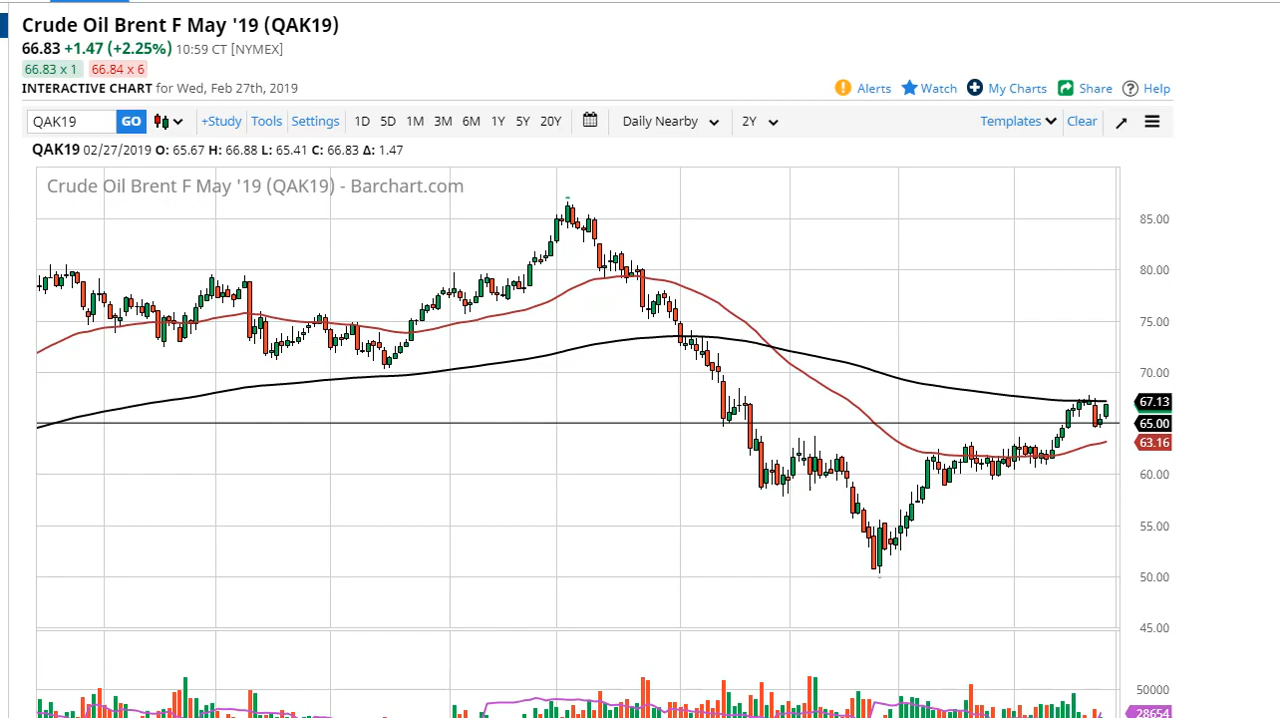 Crude Oil Brent F May '19 (QAK19)
66.83 +1.47 (+2.25%) 10:59 CT [NYMEX]
66.83 x 1 66.84 x 6
INTERACTIVE CHART for Wed, Feb 27th, 2019
Alerts Watch My Charts Share Help
QAK19 GO +Study Tools Settings 1D 5D 1M 3M 6M 1Y 5Y 20Y Daily Nearby 2Y Templates Clear
QAK19 02/27/2019 O: 65.67 H: 66.88 L: 65.41 C: 66.83 Δ: 1.47
Crude Oil Brent F May '19 (QAK19) - Barchart.com
85.00
80.00
75.00
70.00
67.13
65.00
63.16
60.00
55.00
50.00
45.00
50000
28654